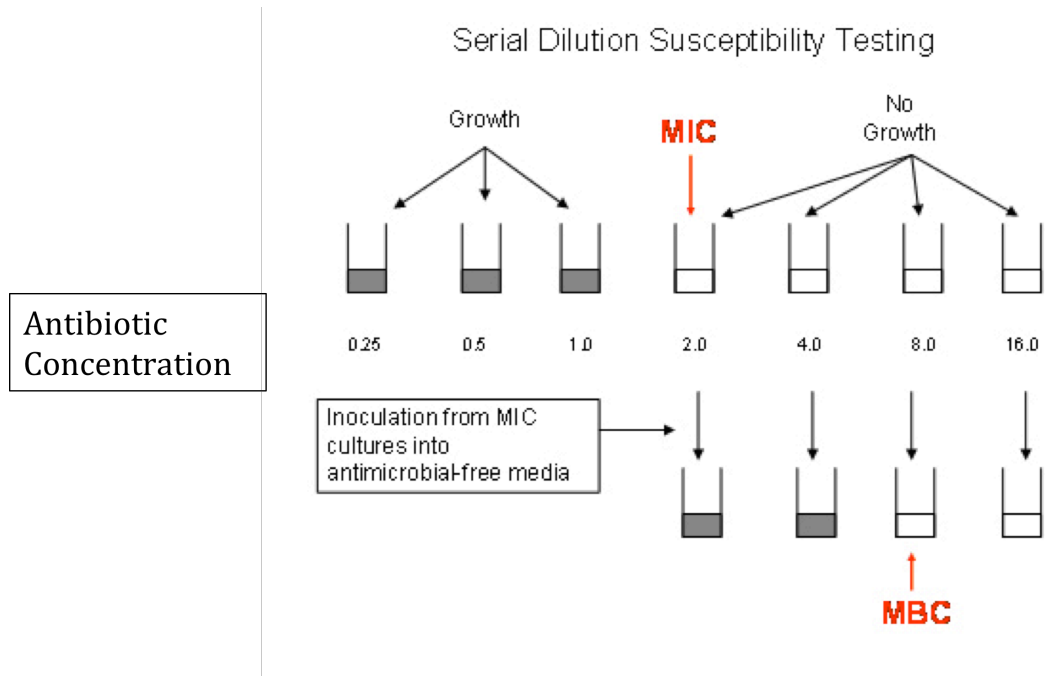 Serial Dilution Susceptibility Testing
Growth
MIC
No
Growth
Antibiotic
Concentration
0.25 0.5 1.0 2.0 4.0 8.0 16.0
Inoculation from MIC
cultures into
antimicrobial-free media
MBC